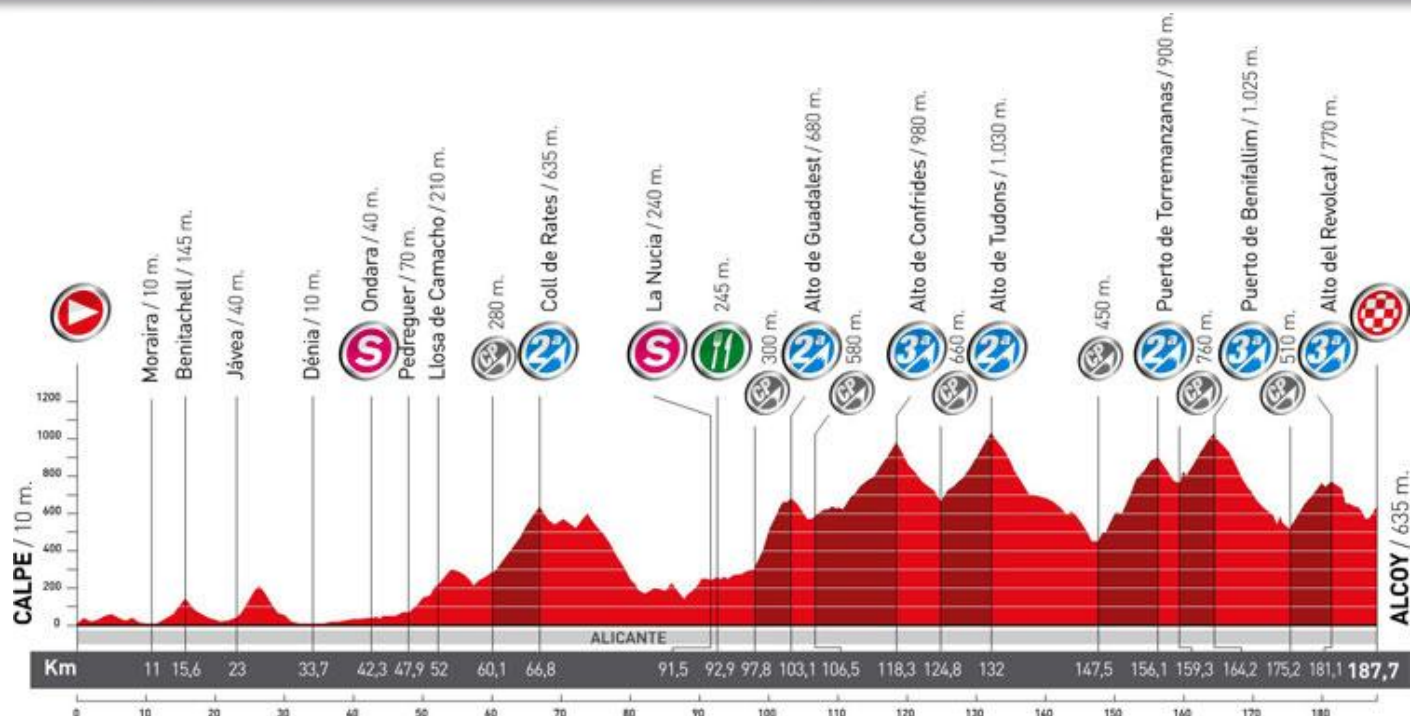 Moraira / 10 m.
Benitachell / 145 m.
Jávea / 40 m.
Dénia / 10 m.
S
Ondara / 40 m.
Pedreguer / 70 m.
Llosa de Camacho / 210 m.
CP
280 m.
2ª
Coll de Rates / 635 m.
S
La Nucia / 240 m.
245 m.
CP
300 m.
2ª
Alto de Guadalest / 680 m.
CP
580 m.
3ª
Alto de Confrides / 980 m.
CP
660 m.
2ª
Alto de Tudons / 1.030 m.
CP
450 m.
2ª
Puerto de Torremanzanas / 900 m.
CP
760 m.
3ª
Puerto de Benifallim / 1.025 m.
CP
510 m.
3ª
Alto del Revolcat / 770 m.
1200
1000
800
600
400
200
0
CALPE / 10 m.
ALCOY / 635 m.
ALICANTE
Km 11 15,6 23 33,7 42,3 47,9 52 60,1 66,8 91,5 92,9 97,8 103,1 106,5 118,3 124,8 132 147,5 156,1 159,3 164,2 175,2 181,1 187,7
0 10 20 30 40 50 60 70 80 90 100 110 120 130 140 150 160 170 180